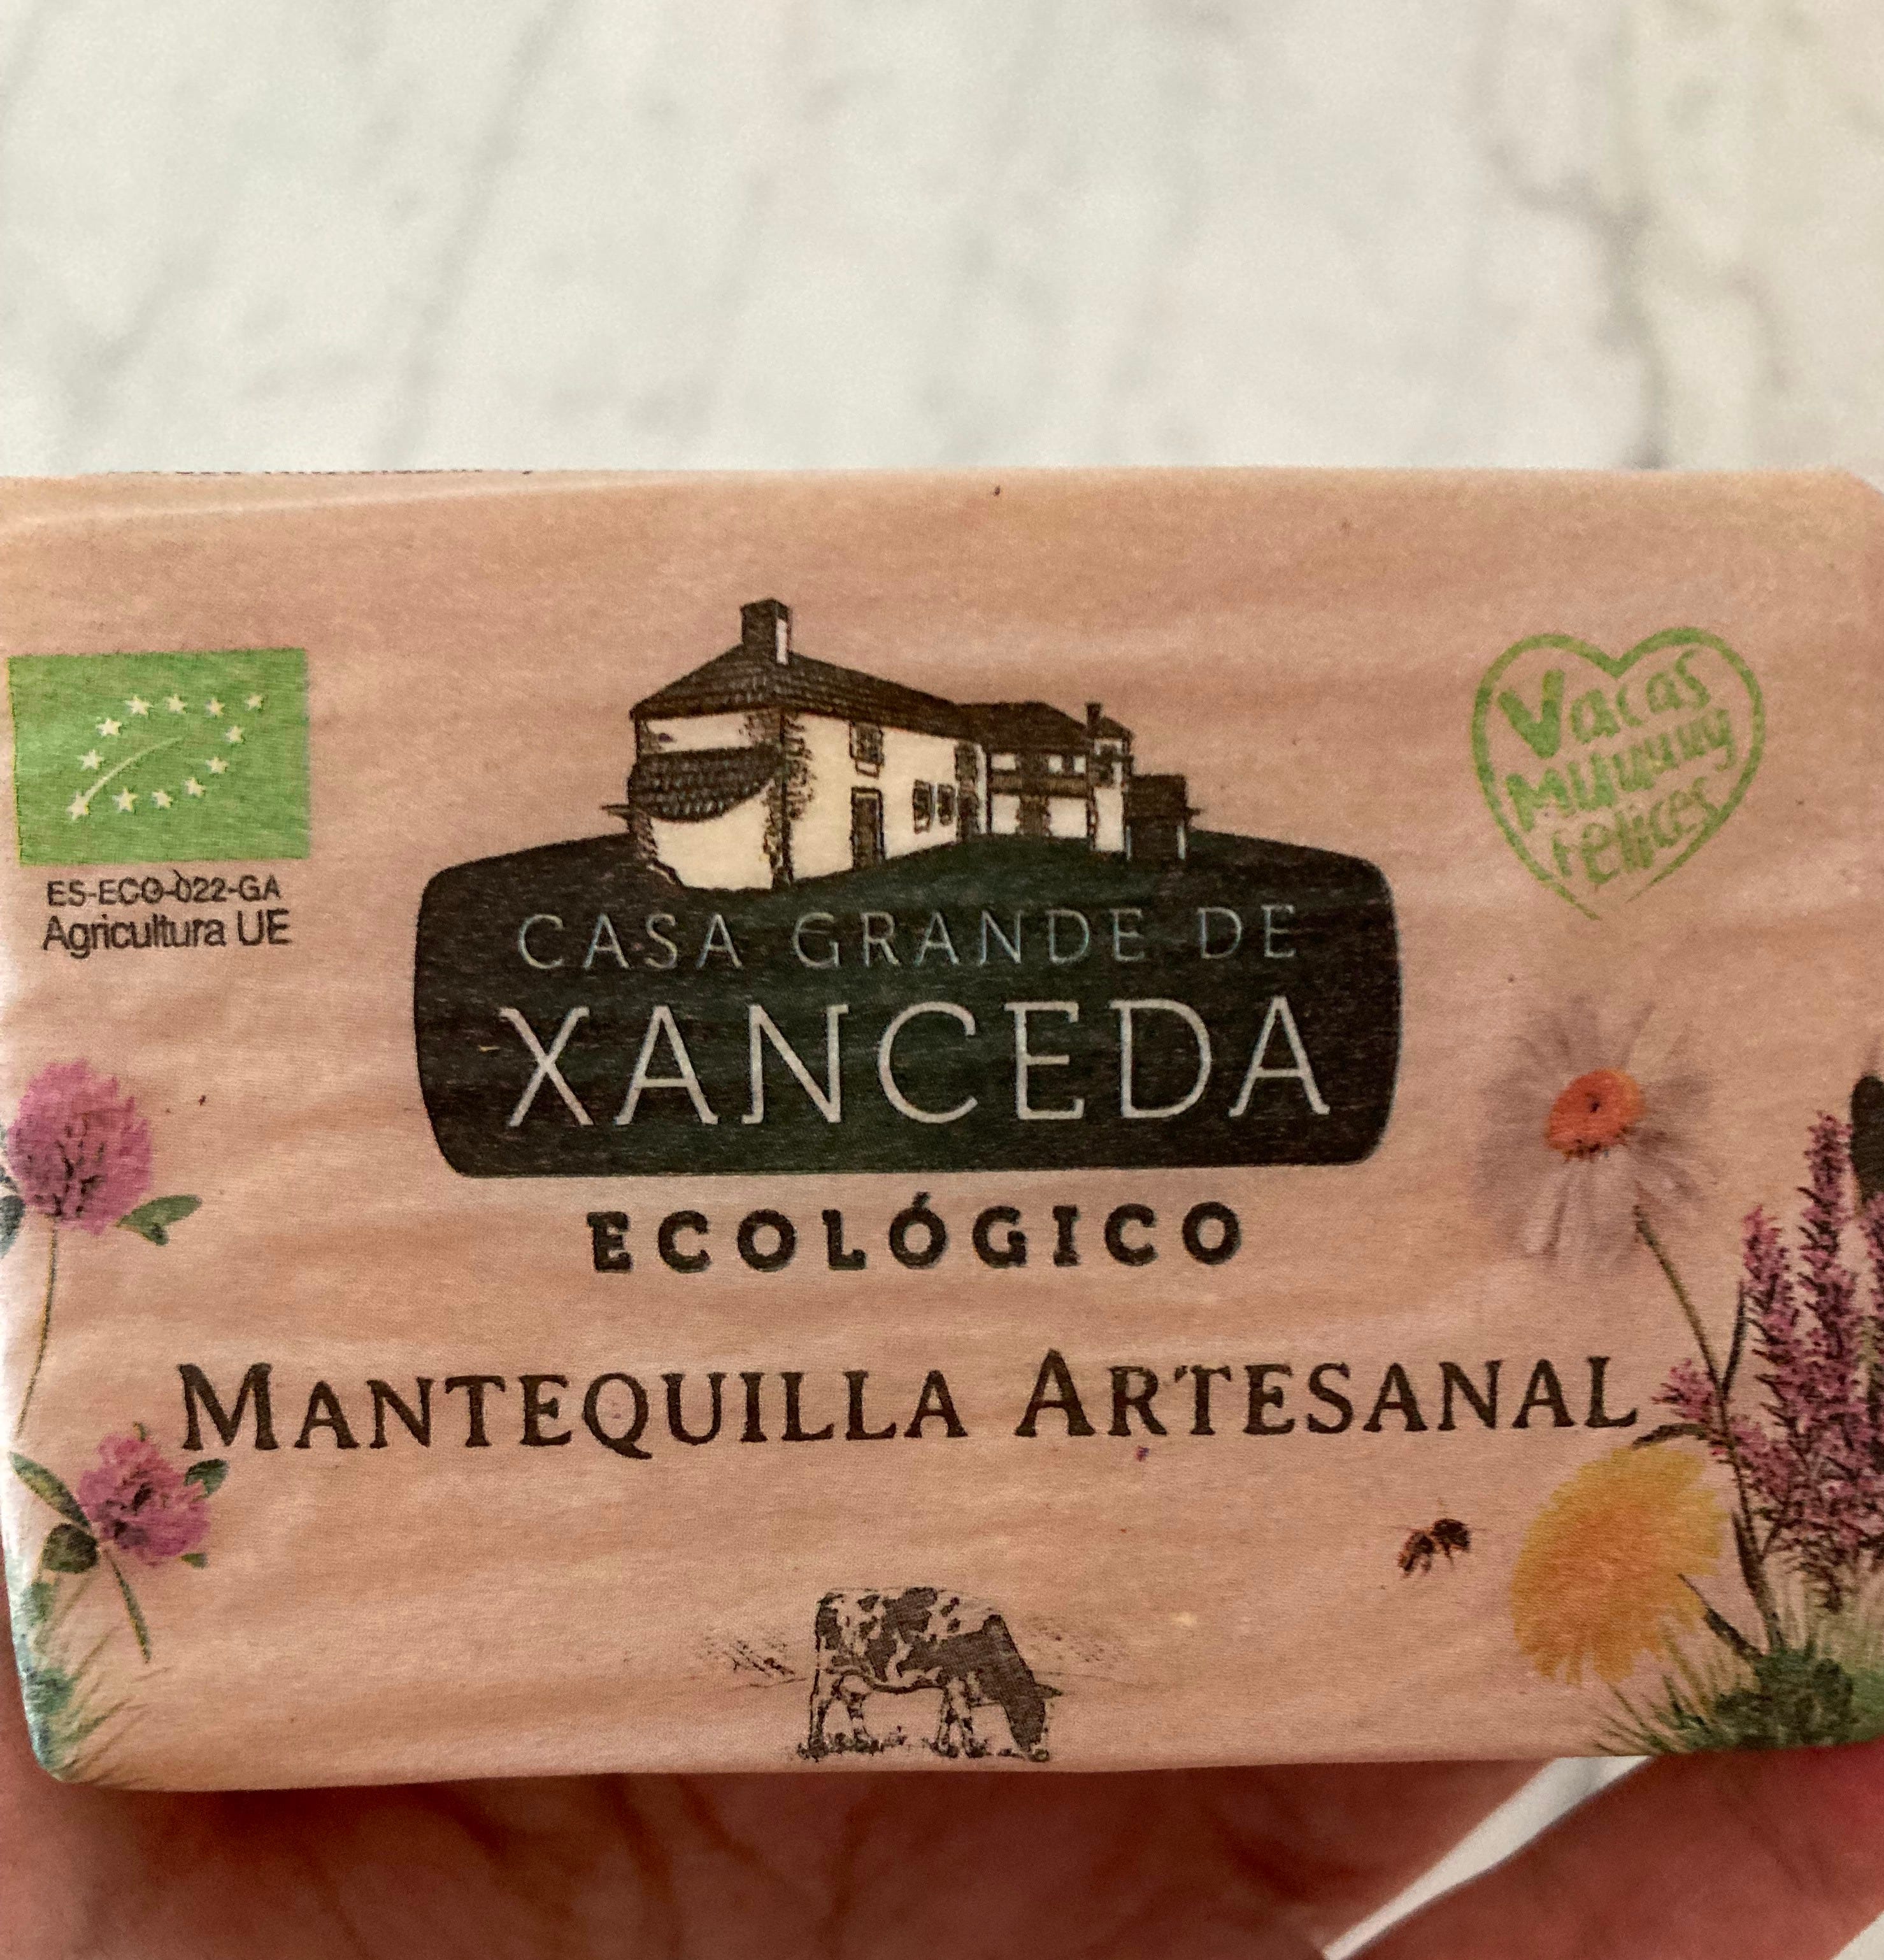 ES-ECO-022-GA
Agricultura UE
CASA GRANDE DE
XANCEDA
ECOLÓGICO
Vacas
Muuuuy
felices
MANTEQUILLA ARTESANAL